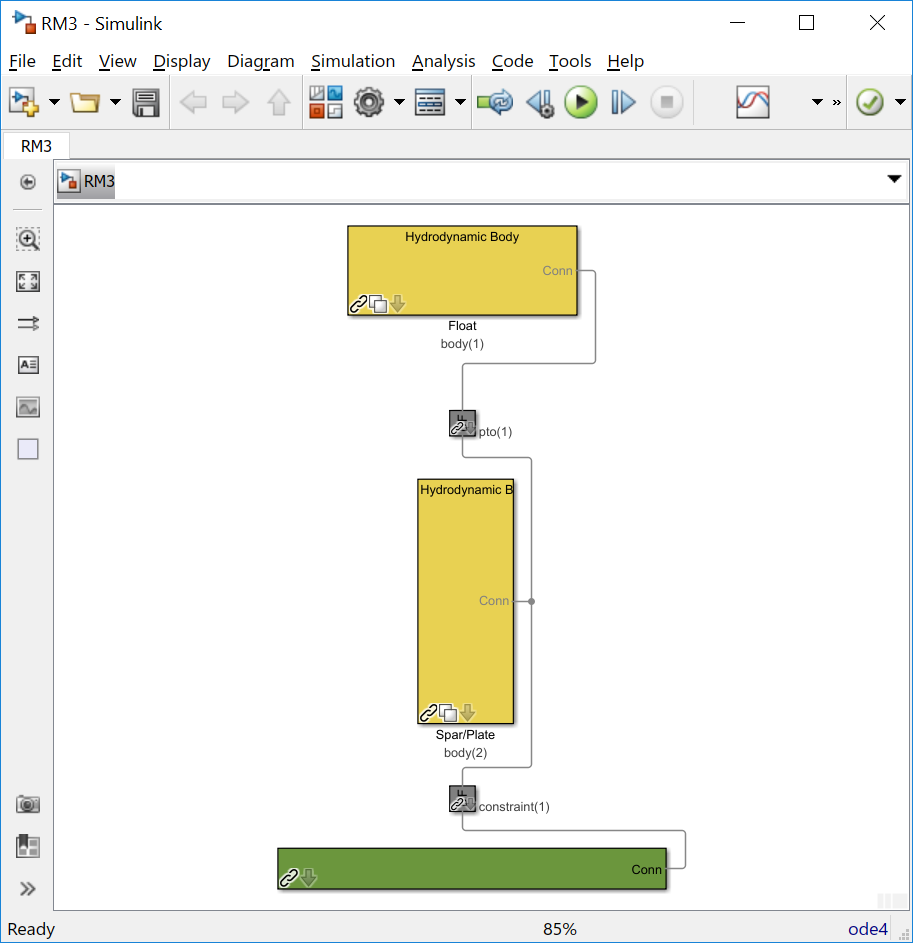 RM3 - Simulink
File Edit View Display Diagram Simulation Analysis Code Tools Help
RM3
RM3
Hydrodynamic Body
Conn
Float
body(1)
pto(1)
Hydrodynamic B
Conn
Spar/Plate
body(2)
constraint(1)
Conn
Ready 85% ode4